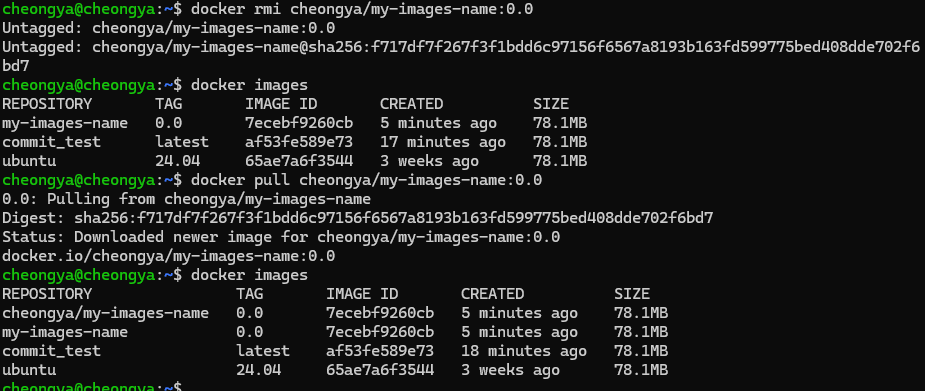 cheongya@cheongya:~$ docker rmi cheongya/my-images-name:0.0
Untagged: cheongya/my-images-name:0.0
Untagged: cheongya/my-images-name@sha256:f717df7f267f3f1bdd6c97156f6567a8193b163fd599775bed408dde702f6
bd7
cheongya@cheongya:~$ docker images
REPOSITORY TAG IMAGE ID CREATED SIZE
my-images-name 0.0 7ecebf9260cb 5 minutes ago 78.1MB
commit_test latest af53fe589e73 17 minutes ago 78.1MB
ubuntu 24.04 65ae7a6f3544 3 weeks ago 78.1MB
cheongya@cheongya:~$ docker pull cheongya/my-images-name:0.0
0.0: Pulling from cheongya/my-images-name
Digest: sha256:f717df7f267f3f1bdd6c97156f6567a8193b163fd599775bed408dde702f6bd7
Status: Downloaded newer image for cheongya/my-images-name:0.0
docker.io/cheongya/my-images-name:0.0
cheongya@cheongya:~$ docker images
REPOSITORY TAG IMAGE ID CREATED SIZE
cheongya/my-images-name 0.0 7ecebf9260cb 5 minutes ago 78.1MB
my-images-name 0.0 7ecebf9260cb 5 minutes ago 78.1MB
commit_test latest af53fe589e73 18 minutes ago 78.1MB
ubuntu 24.04 65ae7a6f3544 3 weeks ago 78.1MB
cheongya@cheongya:~$